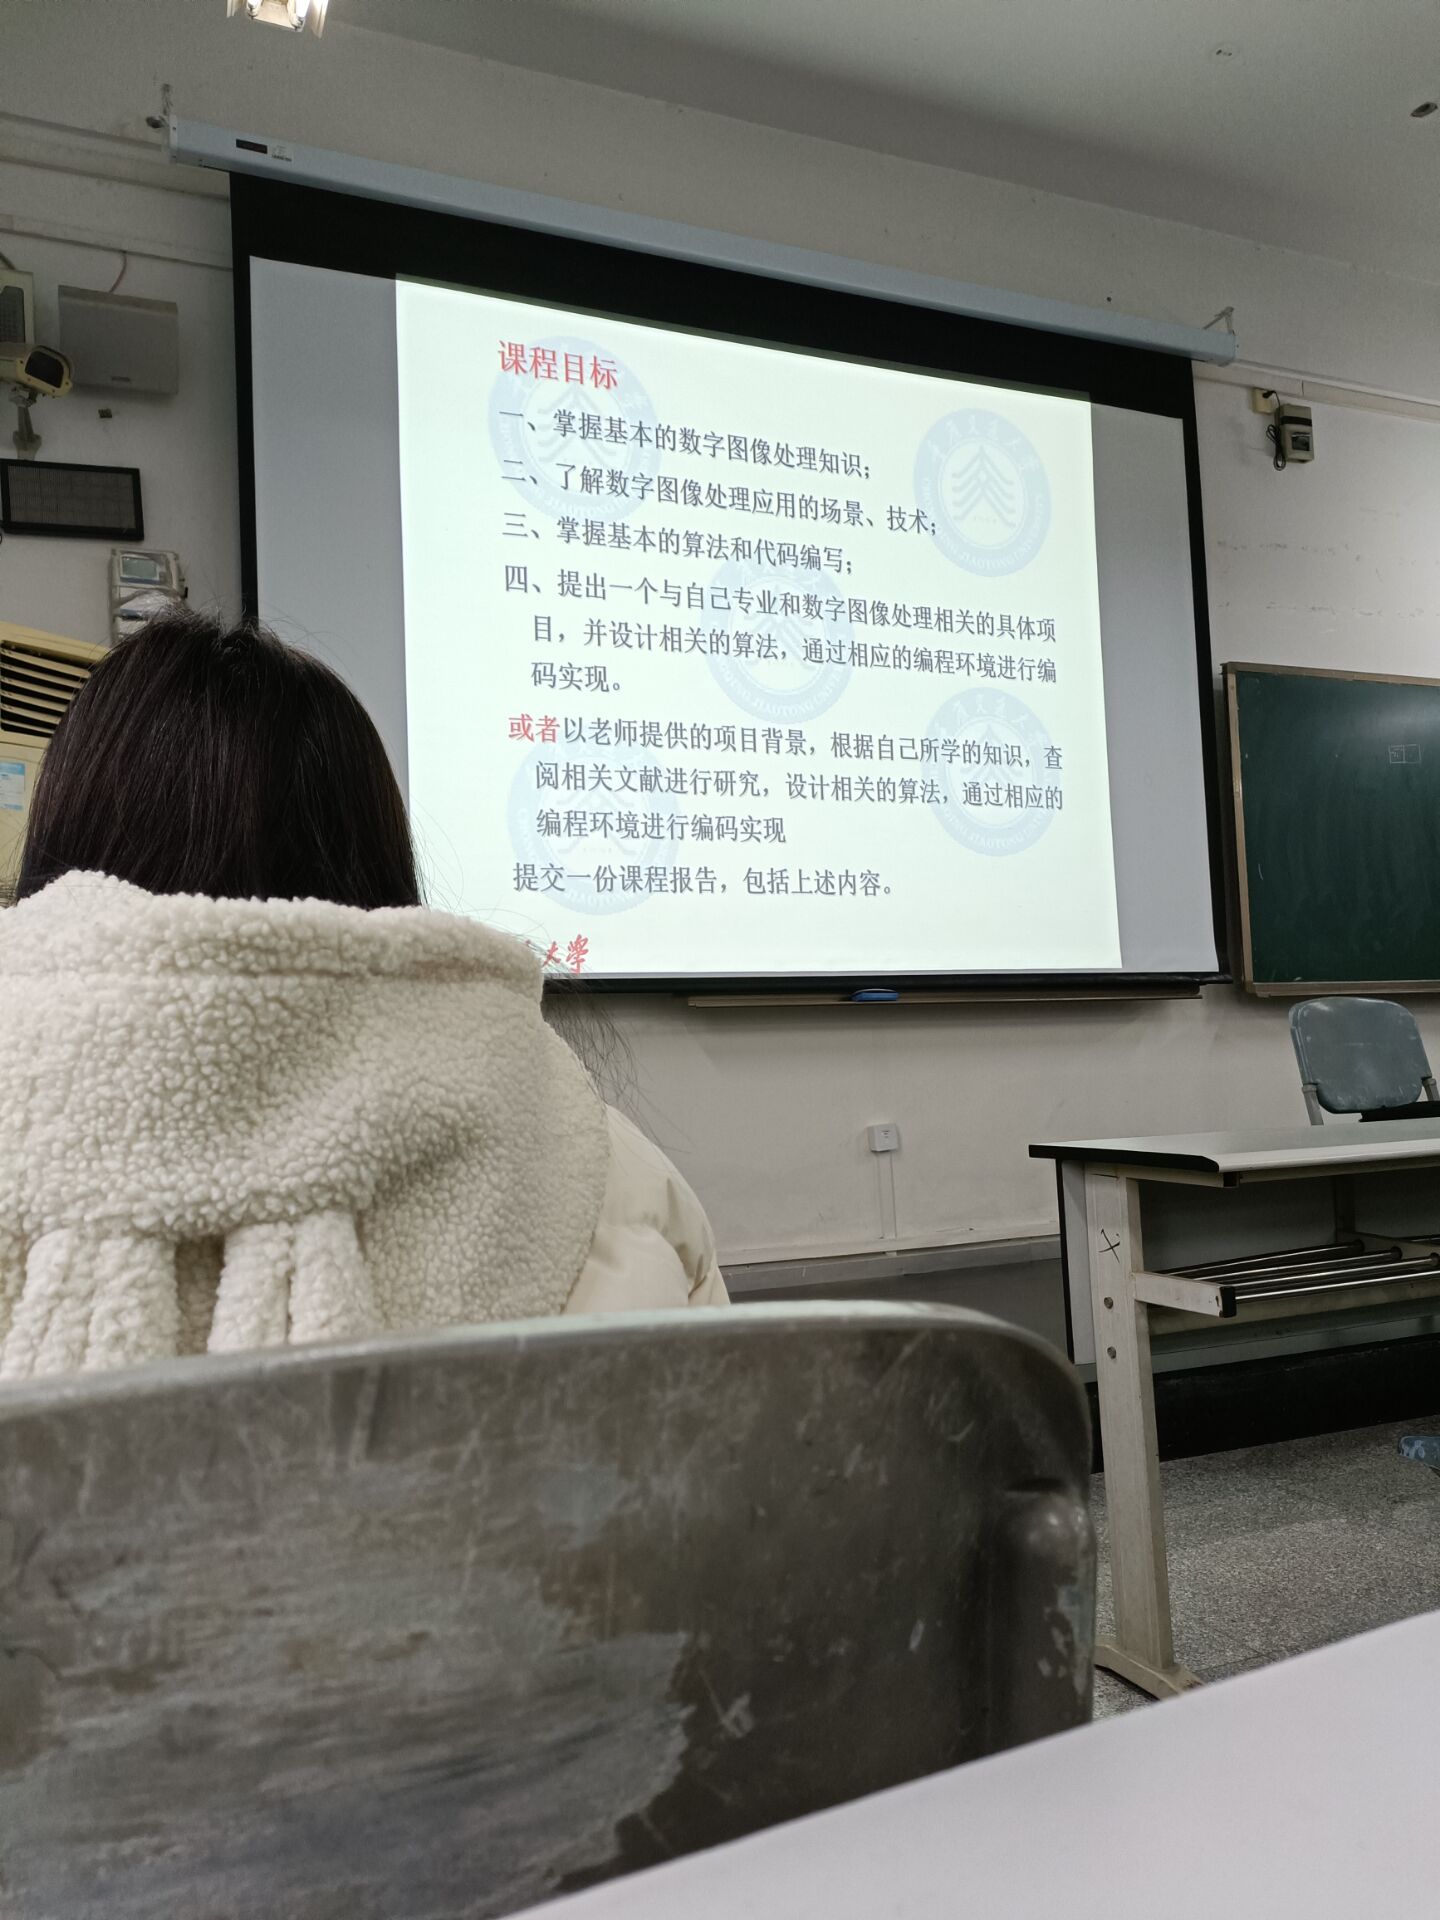 课程目标
一、掌握基本的数字图像处理知识；
二、了解数字图像处理应用的场景、技术；
三、掌握基本的算法和代码编写；
四、提出一个与自己专业和数字图像处理相关的具体项
目，并设计相关的算法，通过相应的编程环境进行编
码实现。
或者以老师提供的项目背景，根据自己所学的知识，查
阅相关文献进行研究，设计相关的算法，通过相应的
编程环境进行编码实现
提交一份课程报告，包括上述内容。
大学